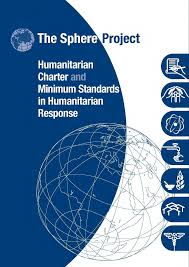 The Sphere Project
Humanitarian
Charter and
Minimum Standards
in Humanitarian
Response